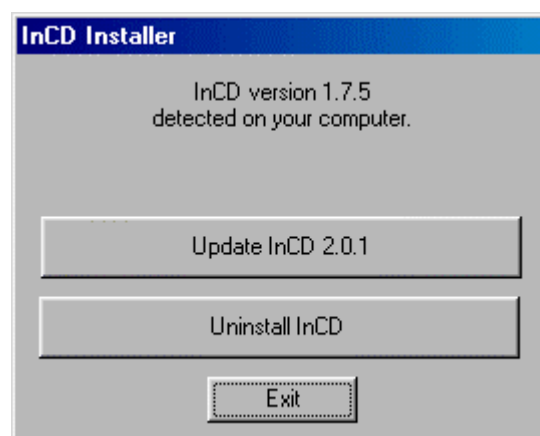 InCD Installer
InCD version 1.7.5
detected on your computer.
Update InCD 2.0.1
Uninstall InCD
Exit